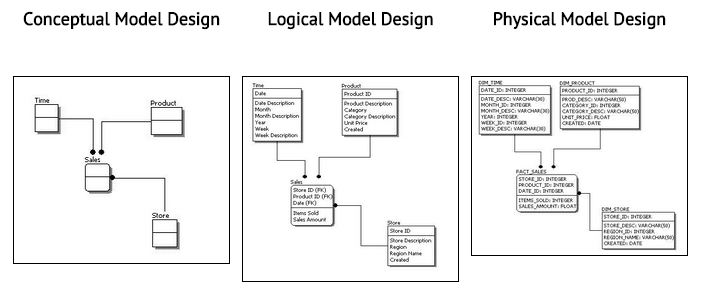 Conceptual Model Design
Logical Model Design
Physical Model Design
Time
Product
Sales
Store
Time
Date
Date Description
Month
Month Description
Year
Week
Week Description
Product
Product ID
Product Description
Category
Category Description
Unit Price
Created
Sales
Store ID (FK)
Product ID (FK)
Date (FK)
Items Sold
Sales Amount
Store
Store ID
Store Description
Region
Region Name
Created
DIM_TIME
DATE_ID: INTEGER
DATE_DESC: VARCHAR(30)
MONTH_ID: INTEGER
MONTH_DESC: VARCHAR(30)
YEAR: INTEGER
WEEK_ID: INTEGER
WEEK_DESC: VARCHAR(30)
DIM_PRODUCT
PRODUCT_ID: INTEGER
PROD_DESC: VARCHAR(50)
CATEGORY_ID: INTEGER
CATEGORY_DESC: VARCHAR(50)
UNIT_PRICE: FLOAT
CREATED: DATE
FACT_SALES
STORE_ID: INTEGER
PRODUCT_ID: INTEGER
DATE_ID: INTEGER
ITEMS_SOLD: INTEGER
SALES_AMOUNT: FLOAT
DIM_STORE
STORE_ID: INTEGER
STORE_DESC: VARCHAR(50)
REGION_ID: INTEGER
REGION_NAME: VARCHAR(50)
CREATED: DATE